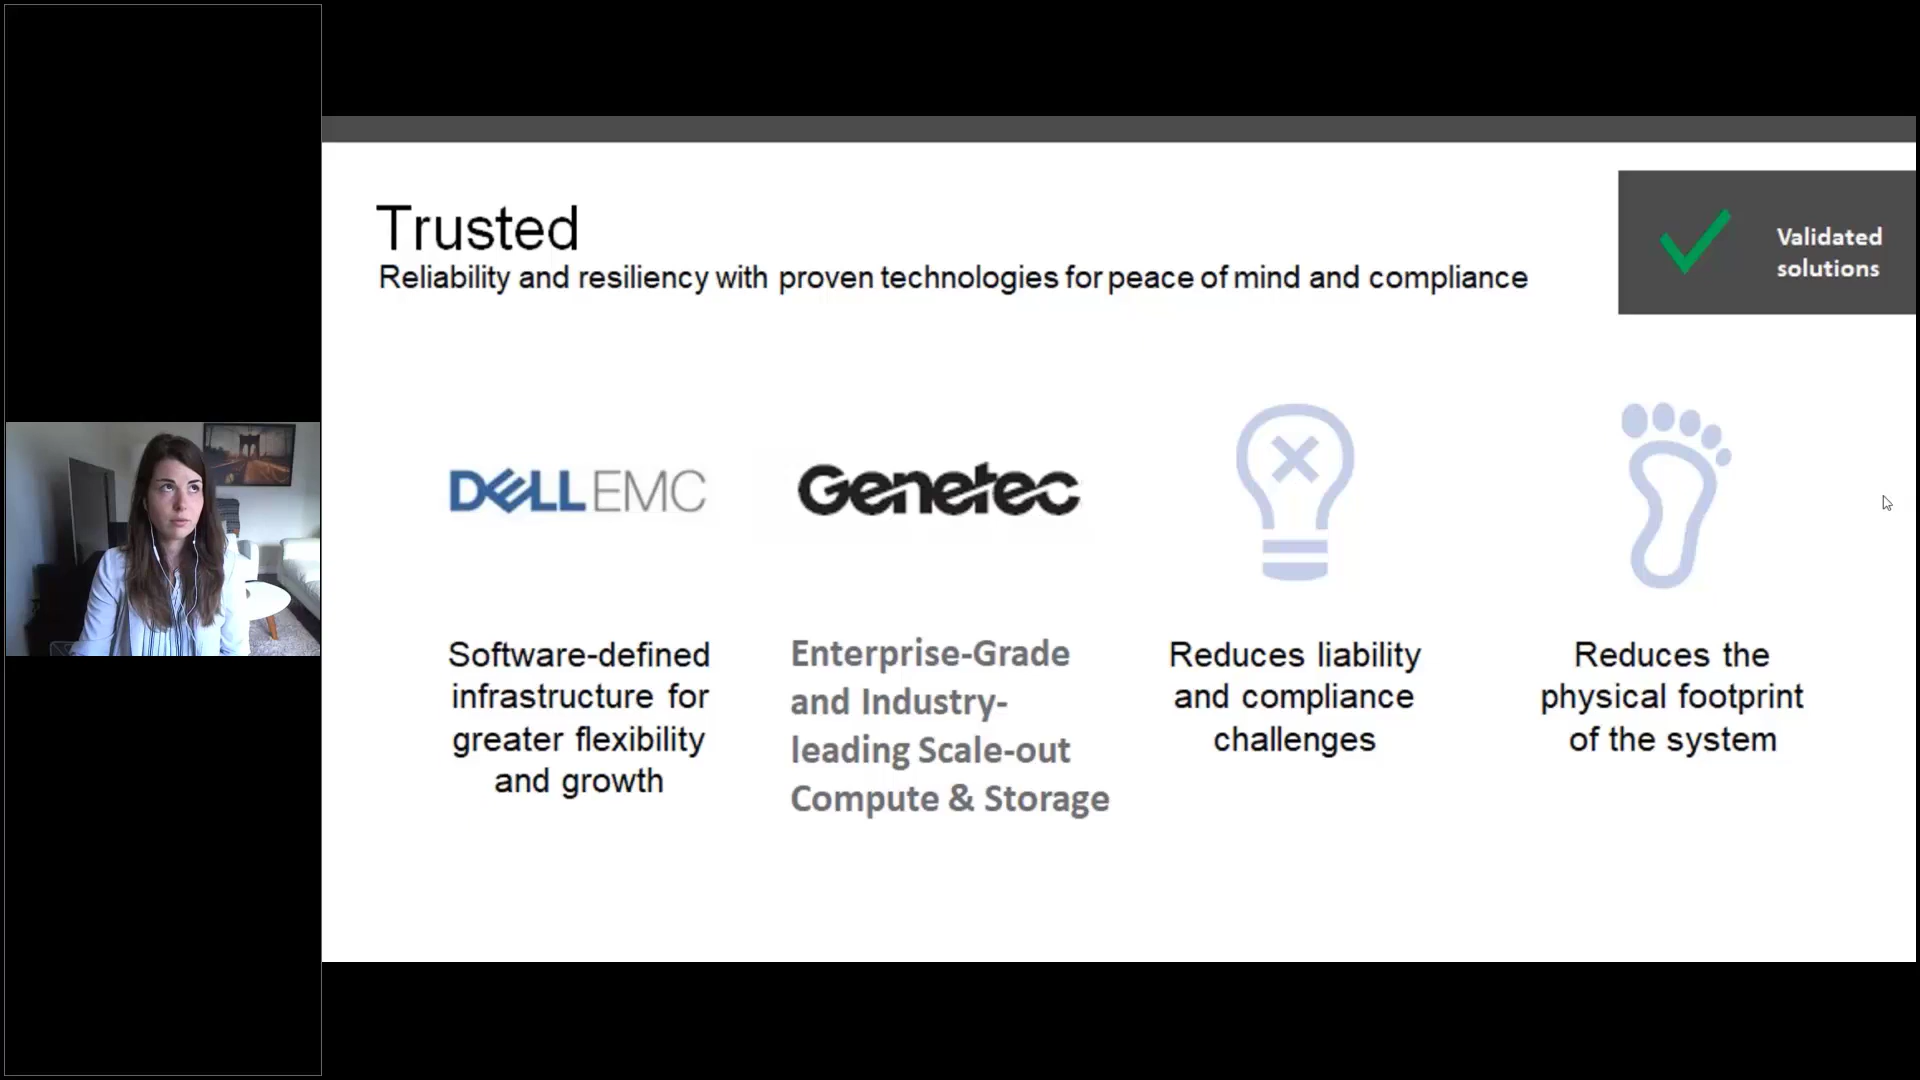 Trusted
Reliability and resiliency with proven technologies for peace of mind and compliance
Validated
solutions
DELL EMC
Genetec
Software-defined
infrastructure for
greater flexibility
and growth
Enterprise-Grade
and Industry-
leading Scale-out
Compute & Storage
Reduces liability
and compliance
challenges
Reduces the
physical footprint
of the system